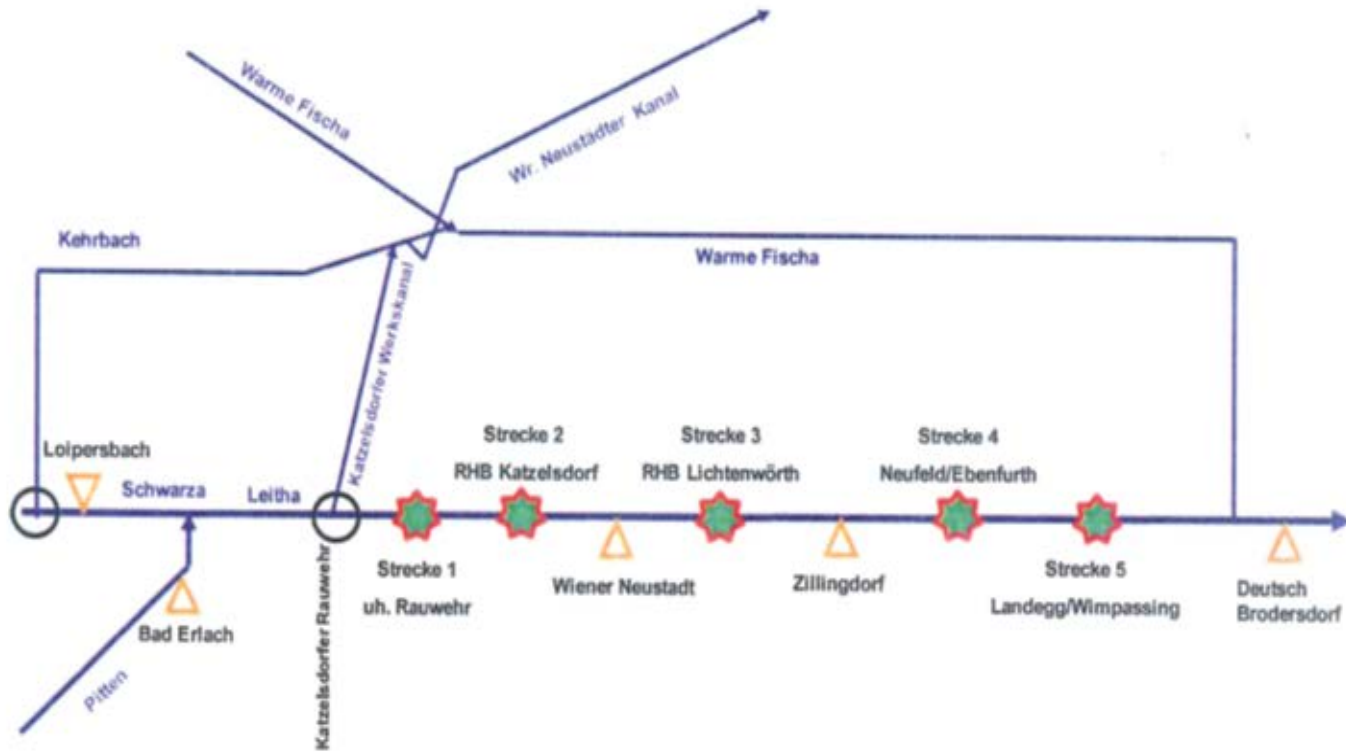 Warme Fischa
Wr. Neustädter Kanal
Kehrbach
Warme Fischa
Katzelsdorfer Werkskanal
Loipersbach
Schwarza
Leitha
Strecke 2
RHB Katzelsdorf
Strecke 3
RHB Lichtenwörth
Strecke 4
Neufeld/Ebenfurth
Katzelsdorfer Rauwehr
Strecke 1
uh. Rauwehr
Wiener Neustadt
Zillingdorf
Strecke 5
Landegg/Wimpassing
Deutsch
Brodersdorf
Bad Erlach
Pitten